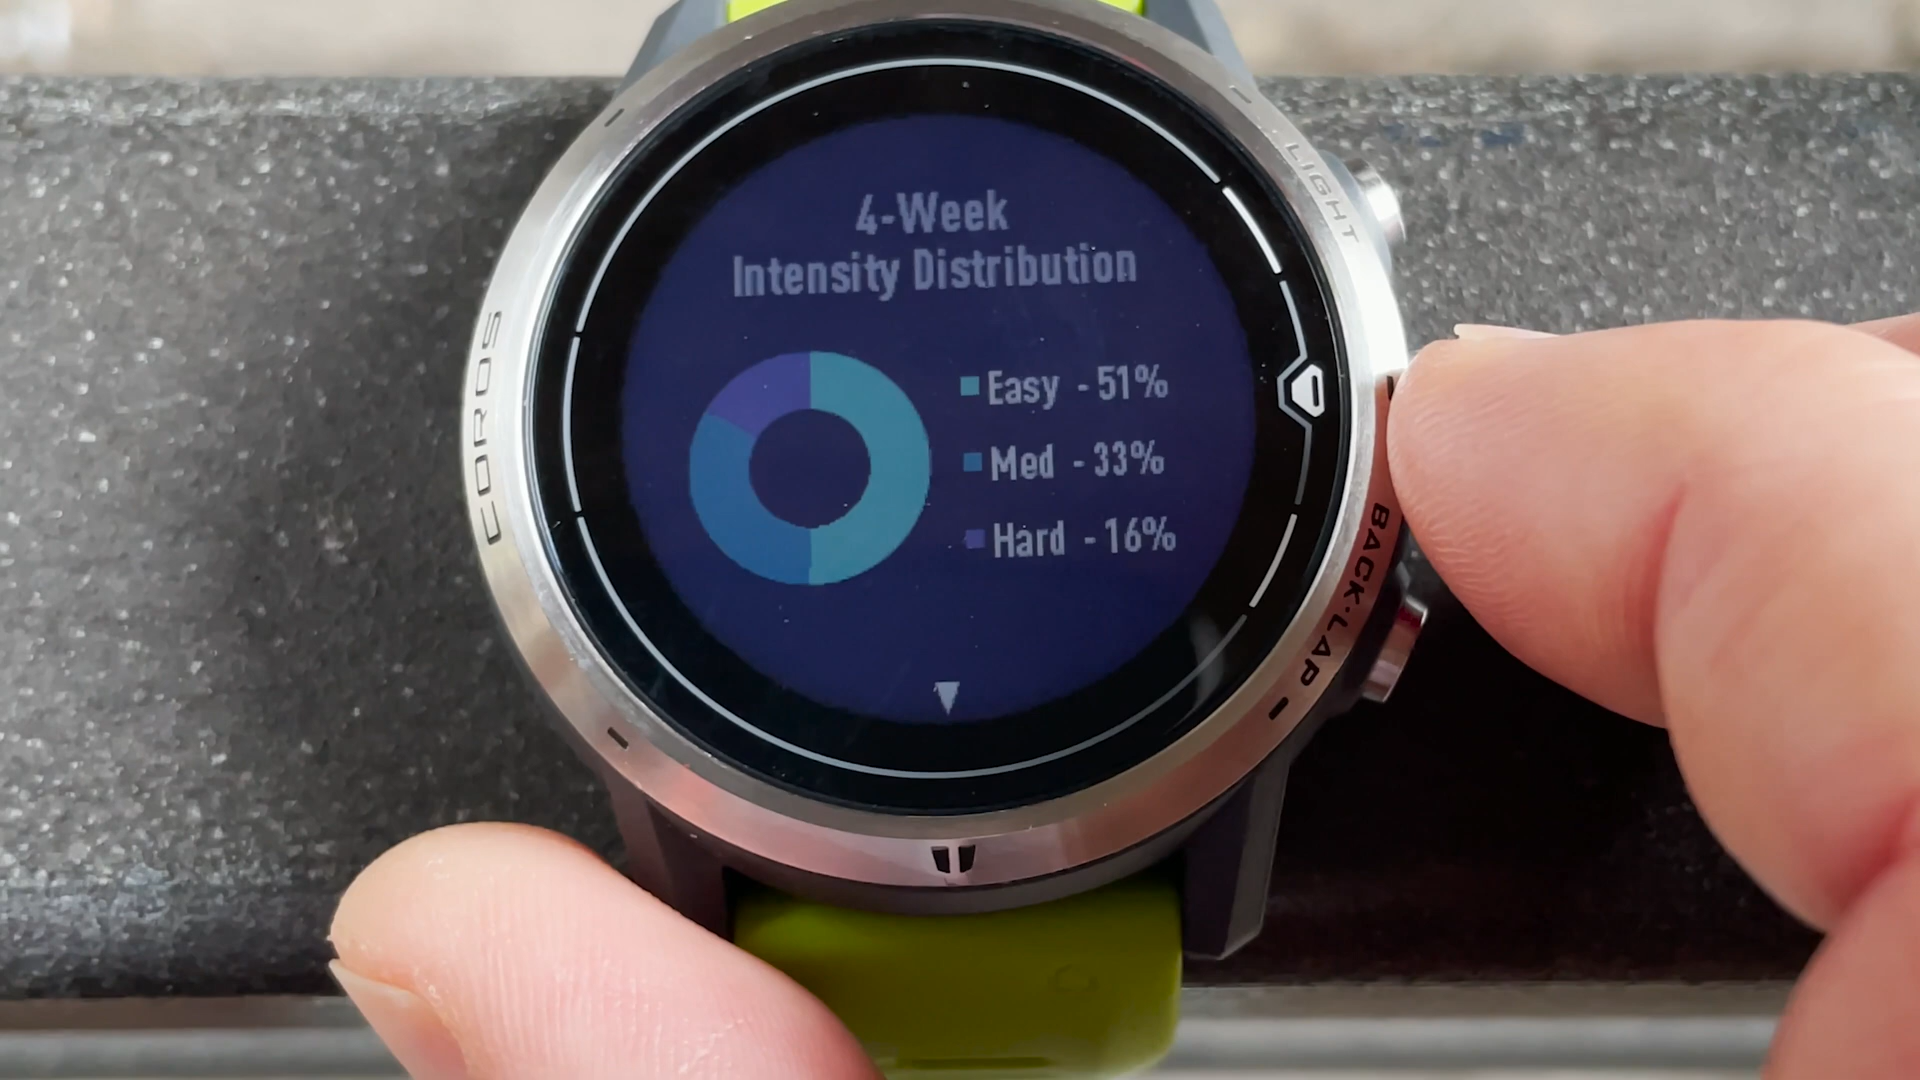 4-Week
Intensity Distribution
Easy - 51%
Med - 33%
Hard - 16%
COROS
LIGHT
BACK·LAP